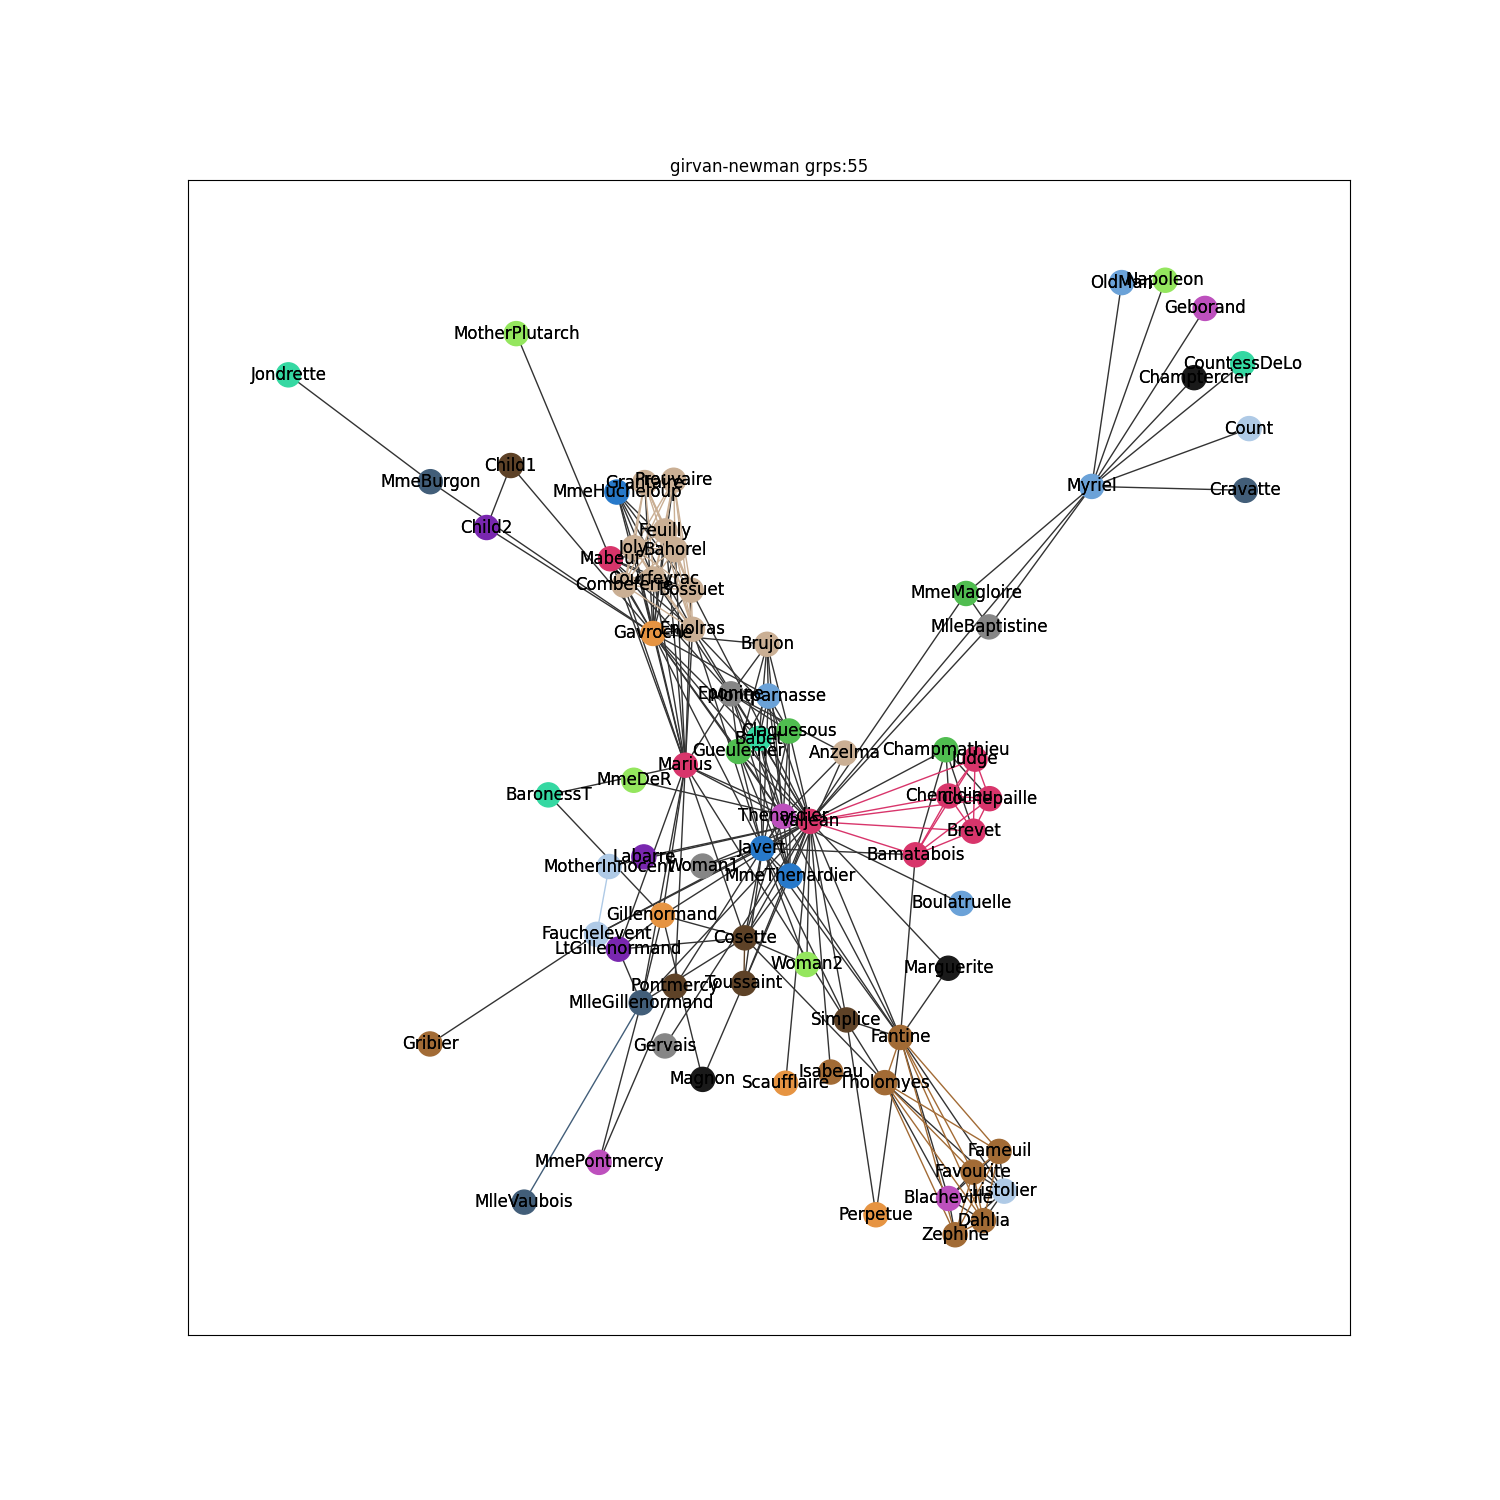 girvan-newman grps:55
OldMan
Napoleon
Geborand
MotherPlutarch
CountessDeLo
Jondrette
Champtercier
Count
Child1
MmeBurgon
Grantaire
Prouvaire
MmeHucheloup
Myriel
Cravatte
Child2
Feuilly
Joly
Bahorel
Mabeuf
Courfeyrac
Combeferre
Bossuet
MmeMagloire
Gavroche
Enjolras
MlleBaptistine
Brujon
Eponine
Montparnasse
Claquesous
Babet
Gueulemer
Anzelma
Champmathieu
Judge
Marius
MmeDeR
BaronessT
Chenildieu
Cochepaille
Thenardier
Valjean
Brevet
Javert
Labarre
Bamatabois
MotherInnocent
Woman1
MmeThenardier
Boulatruelle
Gillenormand
Fauchelevent
Cosette
LtGillenormand
Woman2
Marguerite
Pontmercy
Toussaint
MlleGillenormand
Simplice
Fantine
Gribier
Gervais
Isabeau
Magnon
Scaufflaire
Tholomyes
Fameuil
MmePontmercy
Favourite
Listolier
Blacheville
MlleVaubois
Perpetue
Dahlia
Zephine